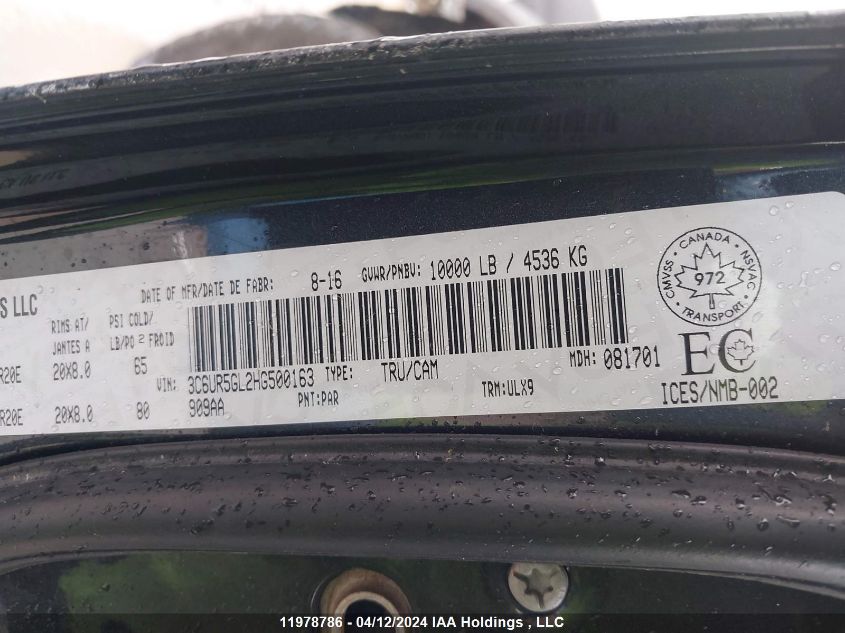 S LLC
DATE OF MFR/DATE DE FABR: 8-16 GVWR/PNBV: 10000 LB / 4536 KG
RIMS AT/ PSI COLD/
JANTES A LB/PO 2 FROID
R20E 20X8.0 65
VIN: 3C6UR5GL2HG500163 TYPE: TRU/CAM MDH: 081701
R20E 20X8.0 80
909AA PNT:PAR TRM:ULX9
CANADA
CMVSS
NSVAC
972
TRANSPORT
EC
ICES/NMB-002
11978786 - 04/12/2024 IAA Holdings , LLC